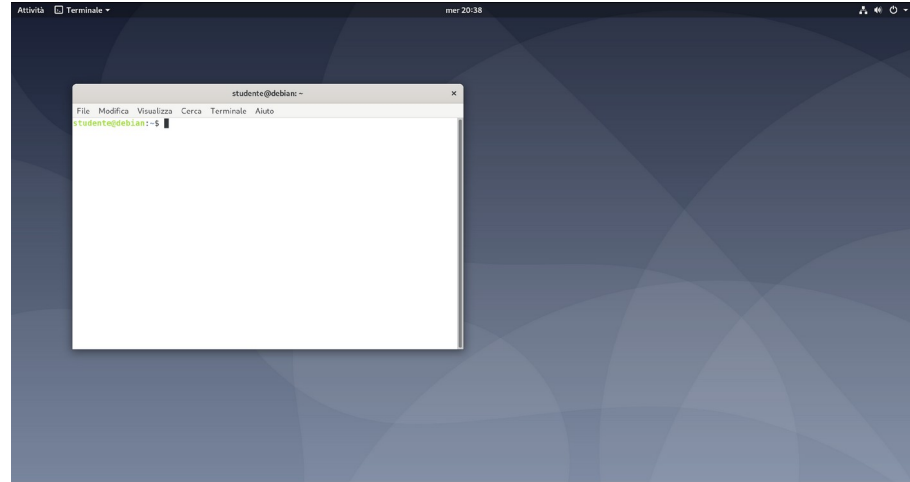 Attività Terminale mer 20:38
studente@debian: ~
File Modifica Visualizza Cerca Terminale Aiuto
studente@debian:~$